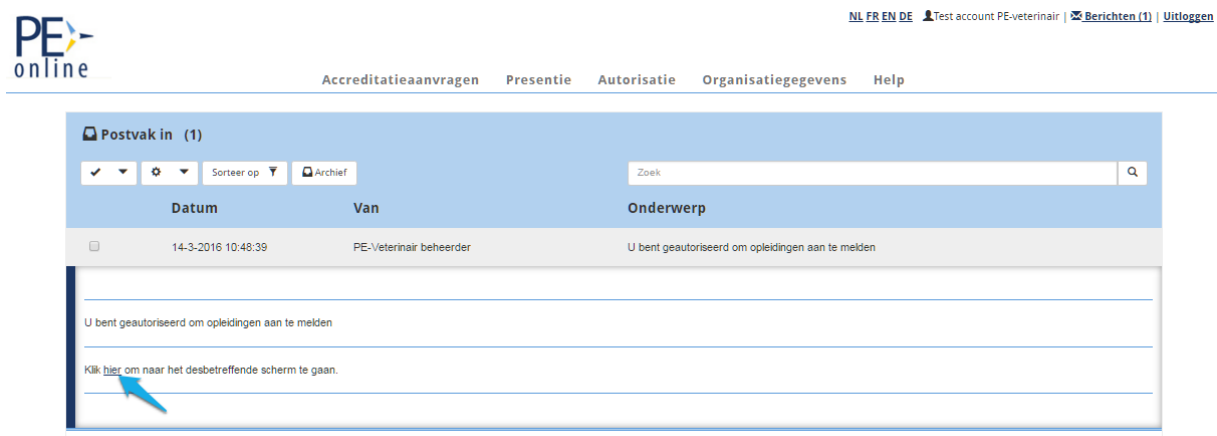 PE
online
NL FR EN DE Test account PE-veterinair | Berichten (1) | Uitloggen
Accreditatieaanvragen Presentie Autorisatie Organisatiegegevens Help
Postvak in (1)
Sorteer op Archief Zoek
Datum Van Onderwerp
14-3-2016 10:48:39 PE-Veterinair beheerder U bent geautoriseerd om opleidingen aan te melden
U bent geautoriseerd om opleidingen aan te melden
Klik hier om naar het desbetreffende scherm te gaan.